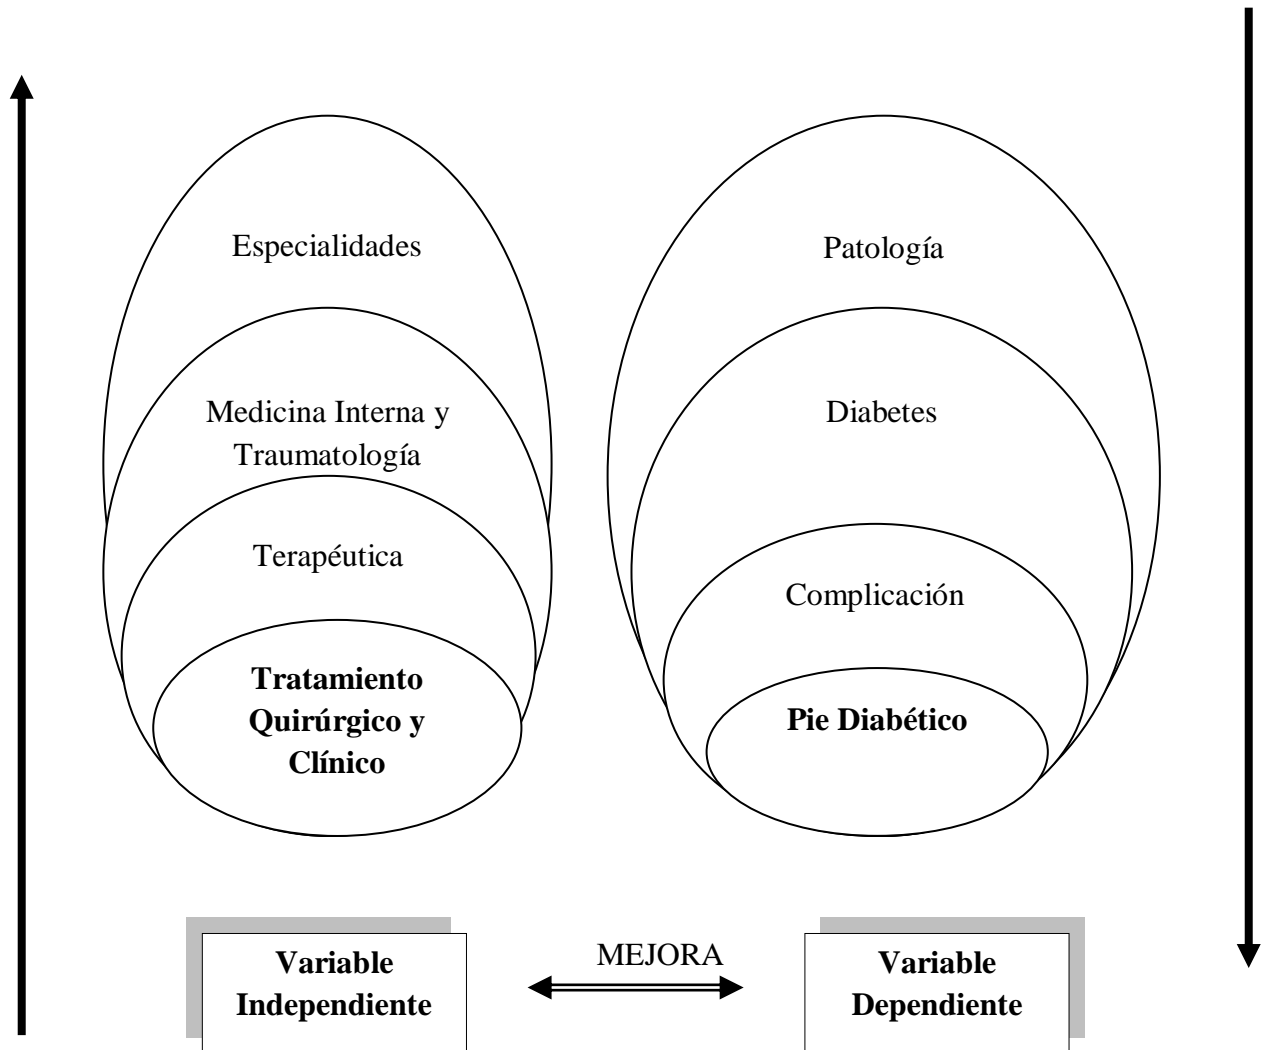 Especialidades
Medicina Interna y
Traumatología
Terapéutica
Tratamiento
Quirúrgico y
Clínico
Patología
Diabetes
Complicación
Pie Diabético
Variable
Independiente
MEJORA
Variable
Dependiente